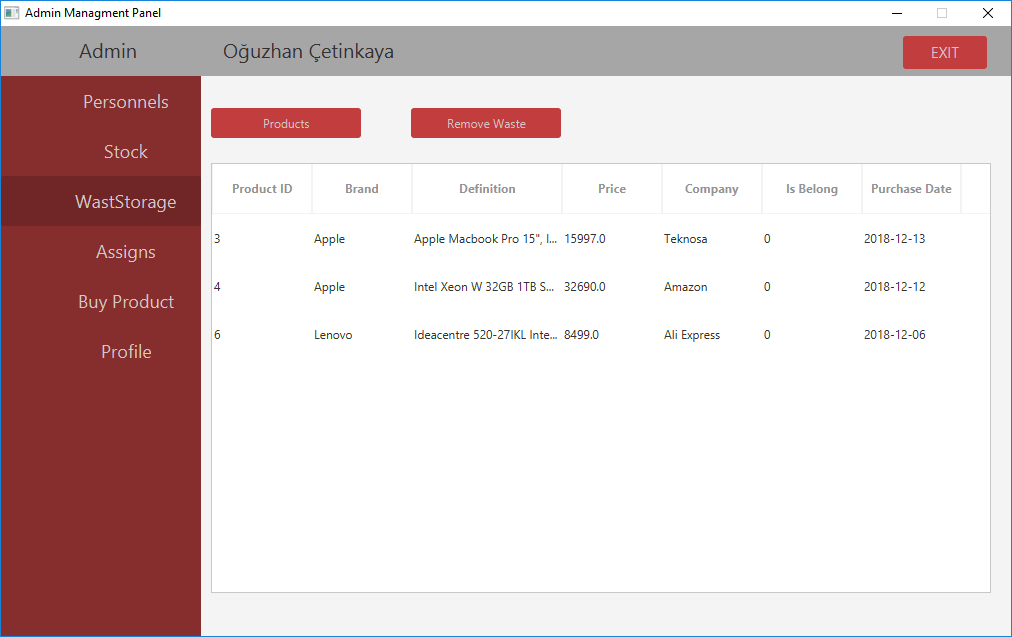 Admin Managment Panel
Admin Oğuzhan Çetinkaya EXIT
Personnels
Stock
WastStorage
Assigns
Buy Product
Profile
Products Remove Waste
Product ID Brand Definition Price Company Is Belong Purchase Date
3 Apple Apple Macbook Pro 15", I... 15997.0 Teknosa 0 2018-12-13
4 Apple Intel Xeon W 32GB 1TB S... 32690.0 Amazon 0 2018-12-12
6 Lenovo Ideacentre 520-27IKL Inte... 8499.0 Ali Express 0 2018-12-06